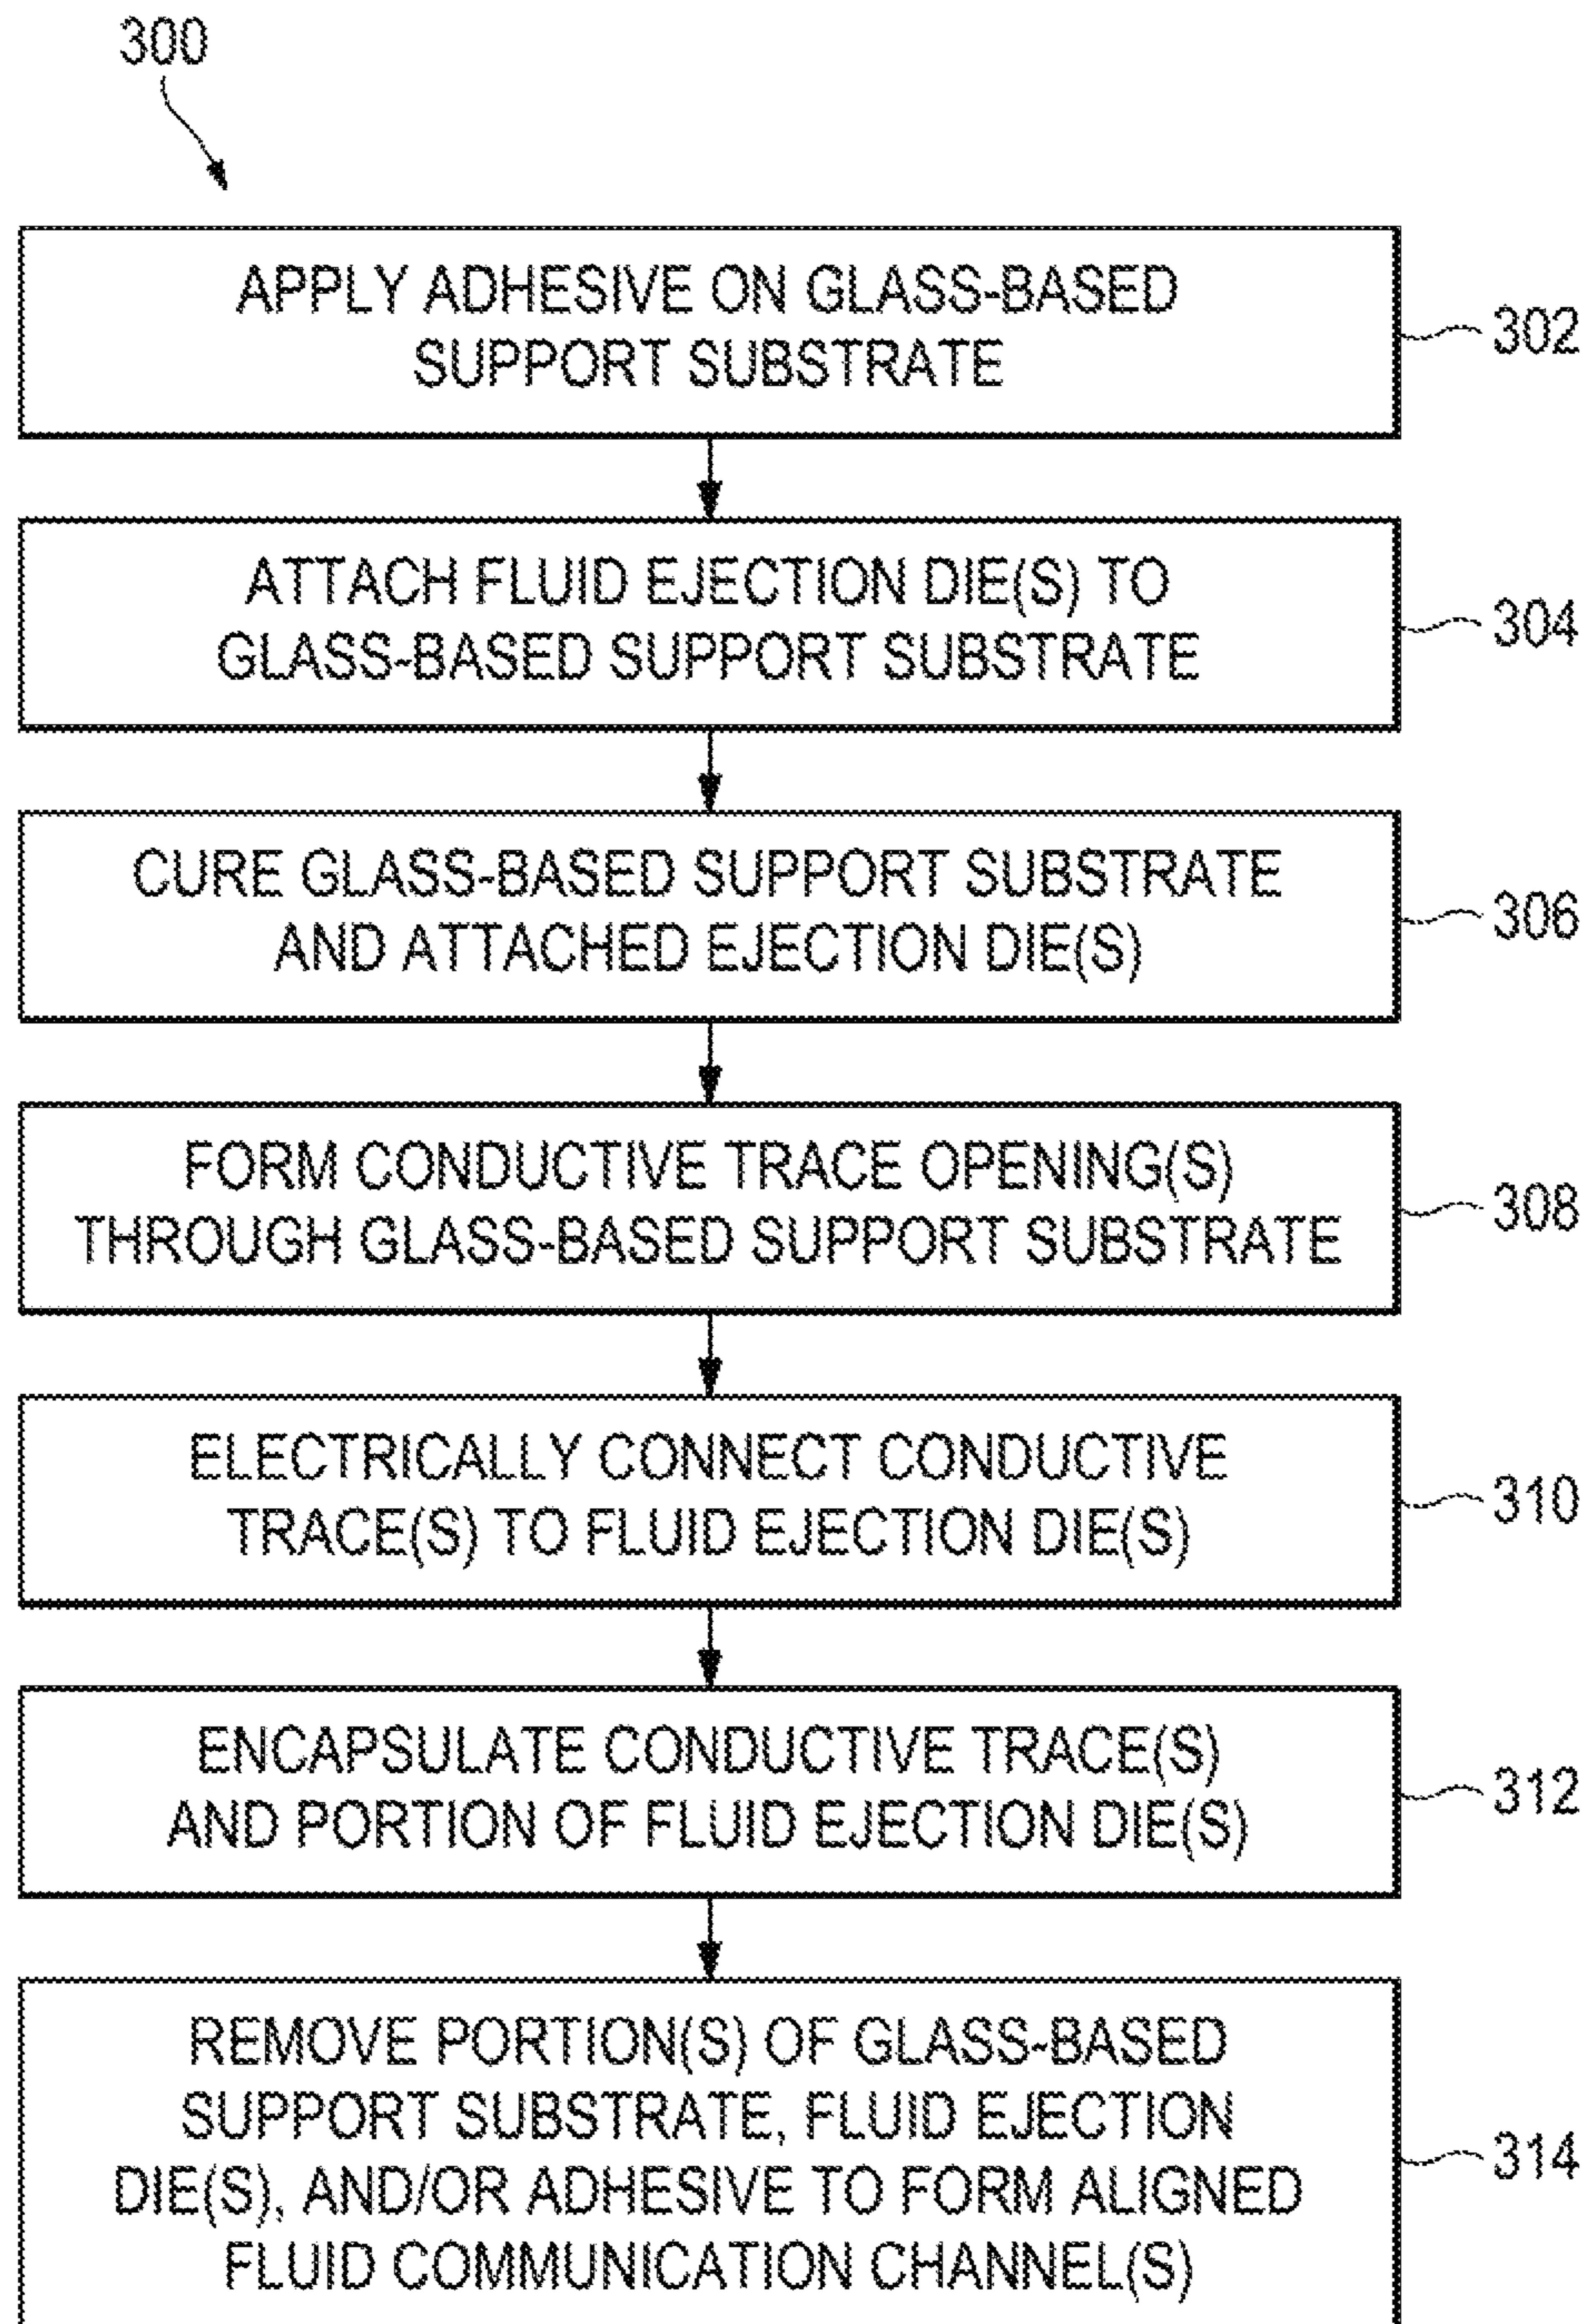 300
APPLY ADHESIVE ON GLASS-BASED
SUPPORT SUBSTRATE
302
ATTACH FLUID EJECTION DIE(S) TO
GLASS-BASED SUPPORT SUBSTRATE
304
CURE GLASS-BASED SUPPORT SUBSTRATE
AND ATTACHED EJECTION DIE(S)
306
FORM CONDUCTIVE TRACE OPENING(S)
THROUGH GLASS-BASED SUPPORT SUBSTRATE
308
ELECTRICALLY CONNECT CONDUCTIVE
TRACE(S) TO FLUID EJECTION DIE(S)
310
ENCAPSULATE CONDUCTIVE TRACE(S)
AND PORTION OF FLUID EJECTION DIE(S)
312
REMOVE PORTION(S) OF GLASS-BASED
SUPPORT SUBSTRATE, FLUID EJECTION
DIE(S), AND/OR ADHESIVE TO FORM ALIGNED
FLUID COMMUNICATION CHANNEL(S)
314